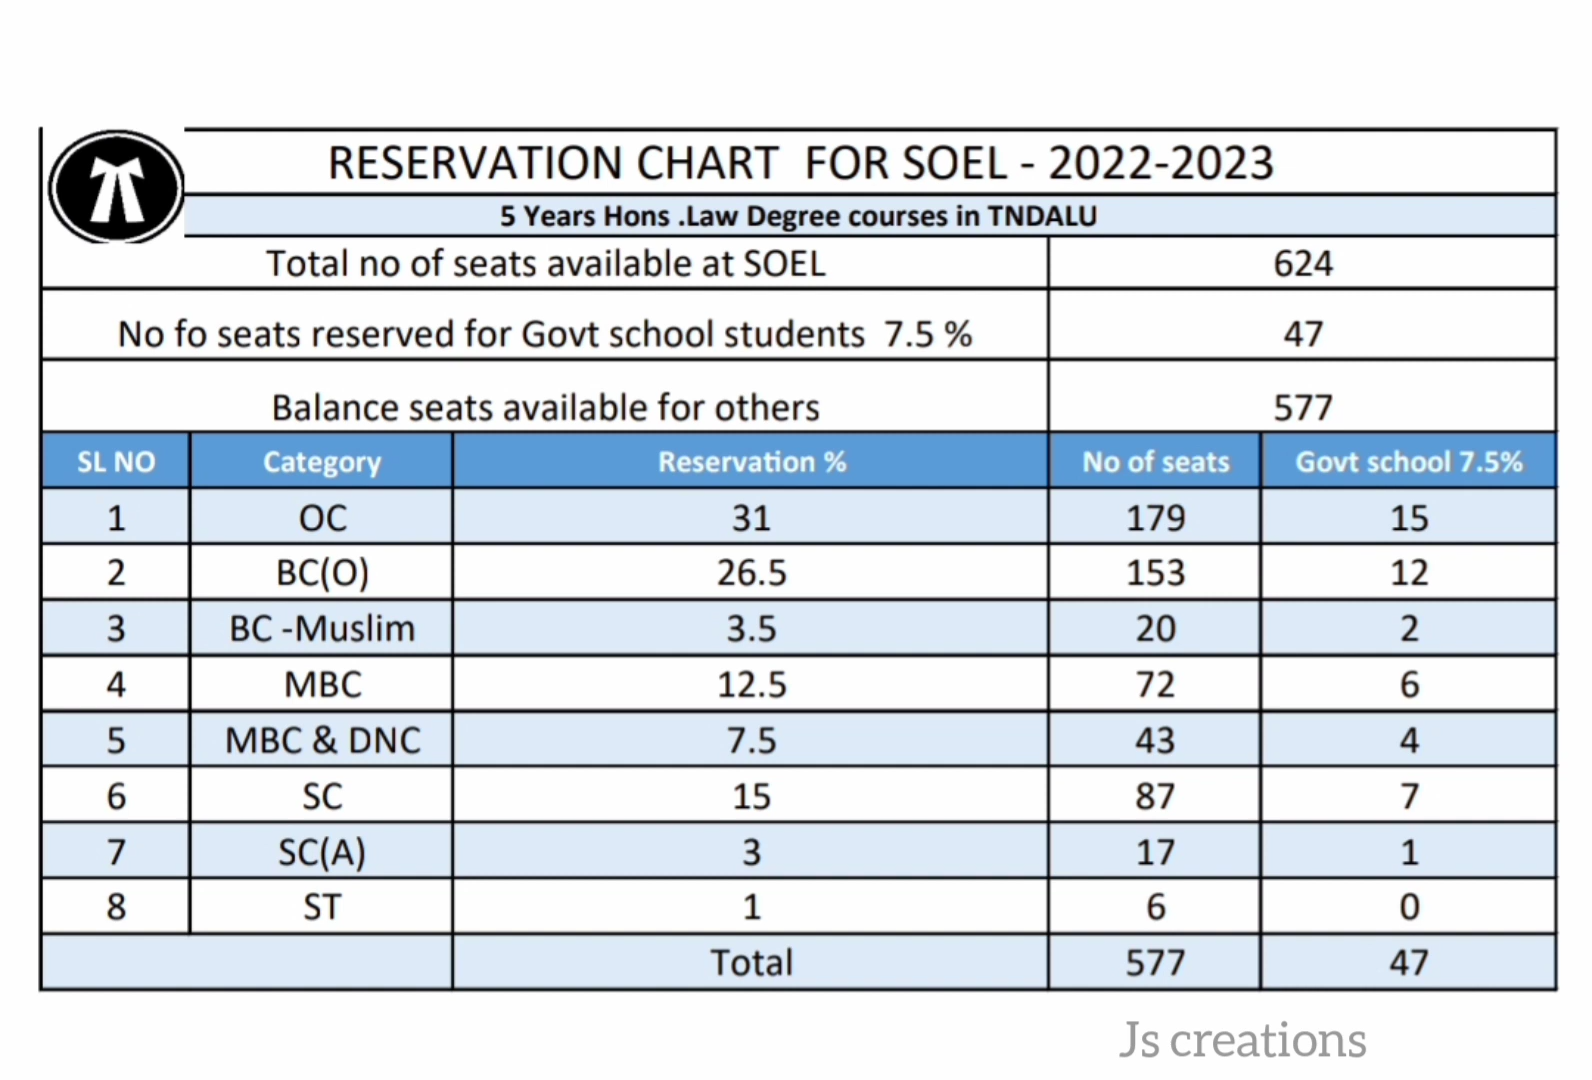 RESERVATION CHART FOR SOEL - 2022-2023
5 Years Hons .Law Degree courses in TNDALU
Total no of seats available at SOEL 624
No fo seats reserved for Govt school students 7.5 % 47
Balance seats available for others 577
SL NO Category Reservation % No of seats Govt school 7.5%
1 OC 31 179 15
2 BC(O) 26.5 153 12
3 BC -Muslim 3.5 20 2
4 MBC 12.5 72 6
5 MBC & DNC 7.5 43 4
6 SC 15 87 7
7 SC(A) 3 17 1
8 ST 1 6 0
Total 577 47
Js creations